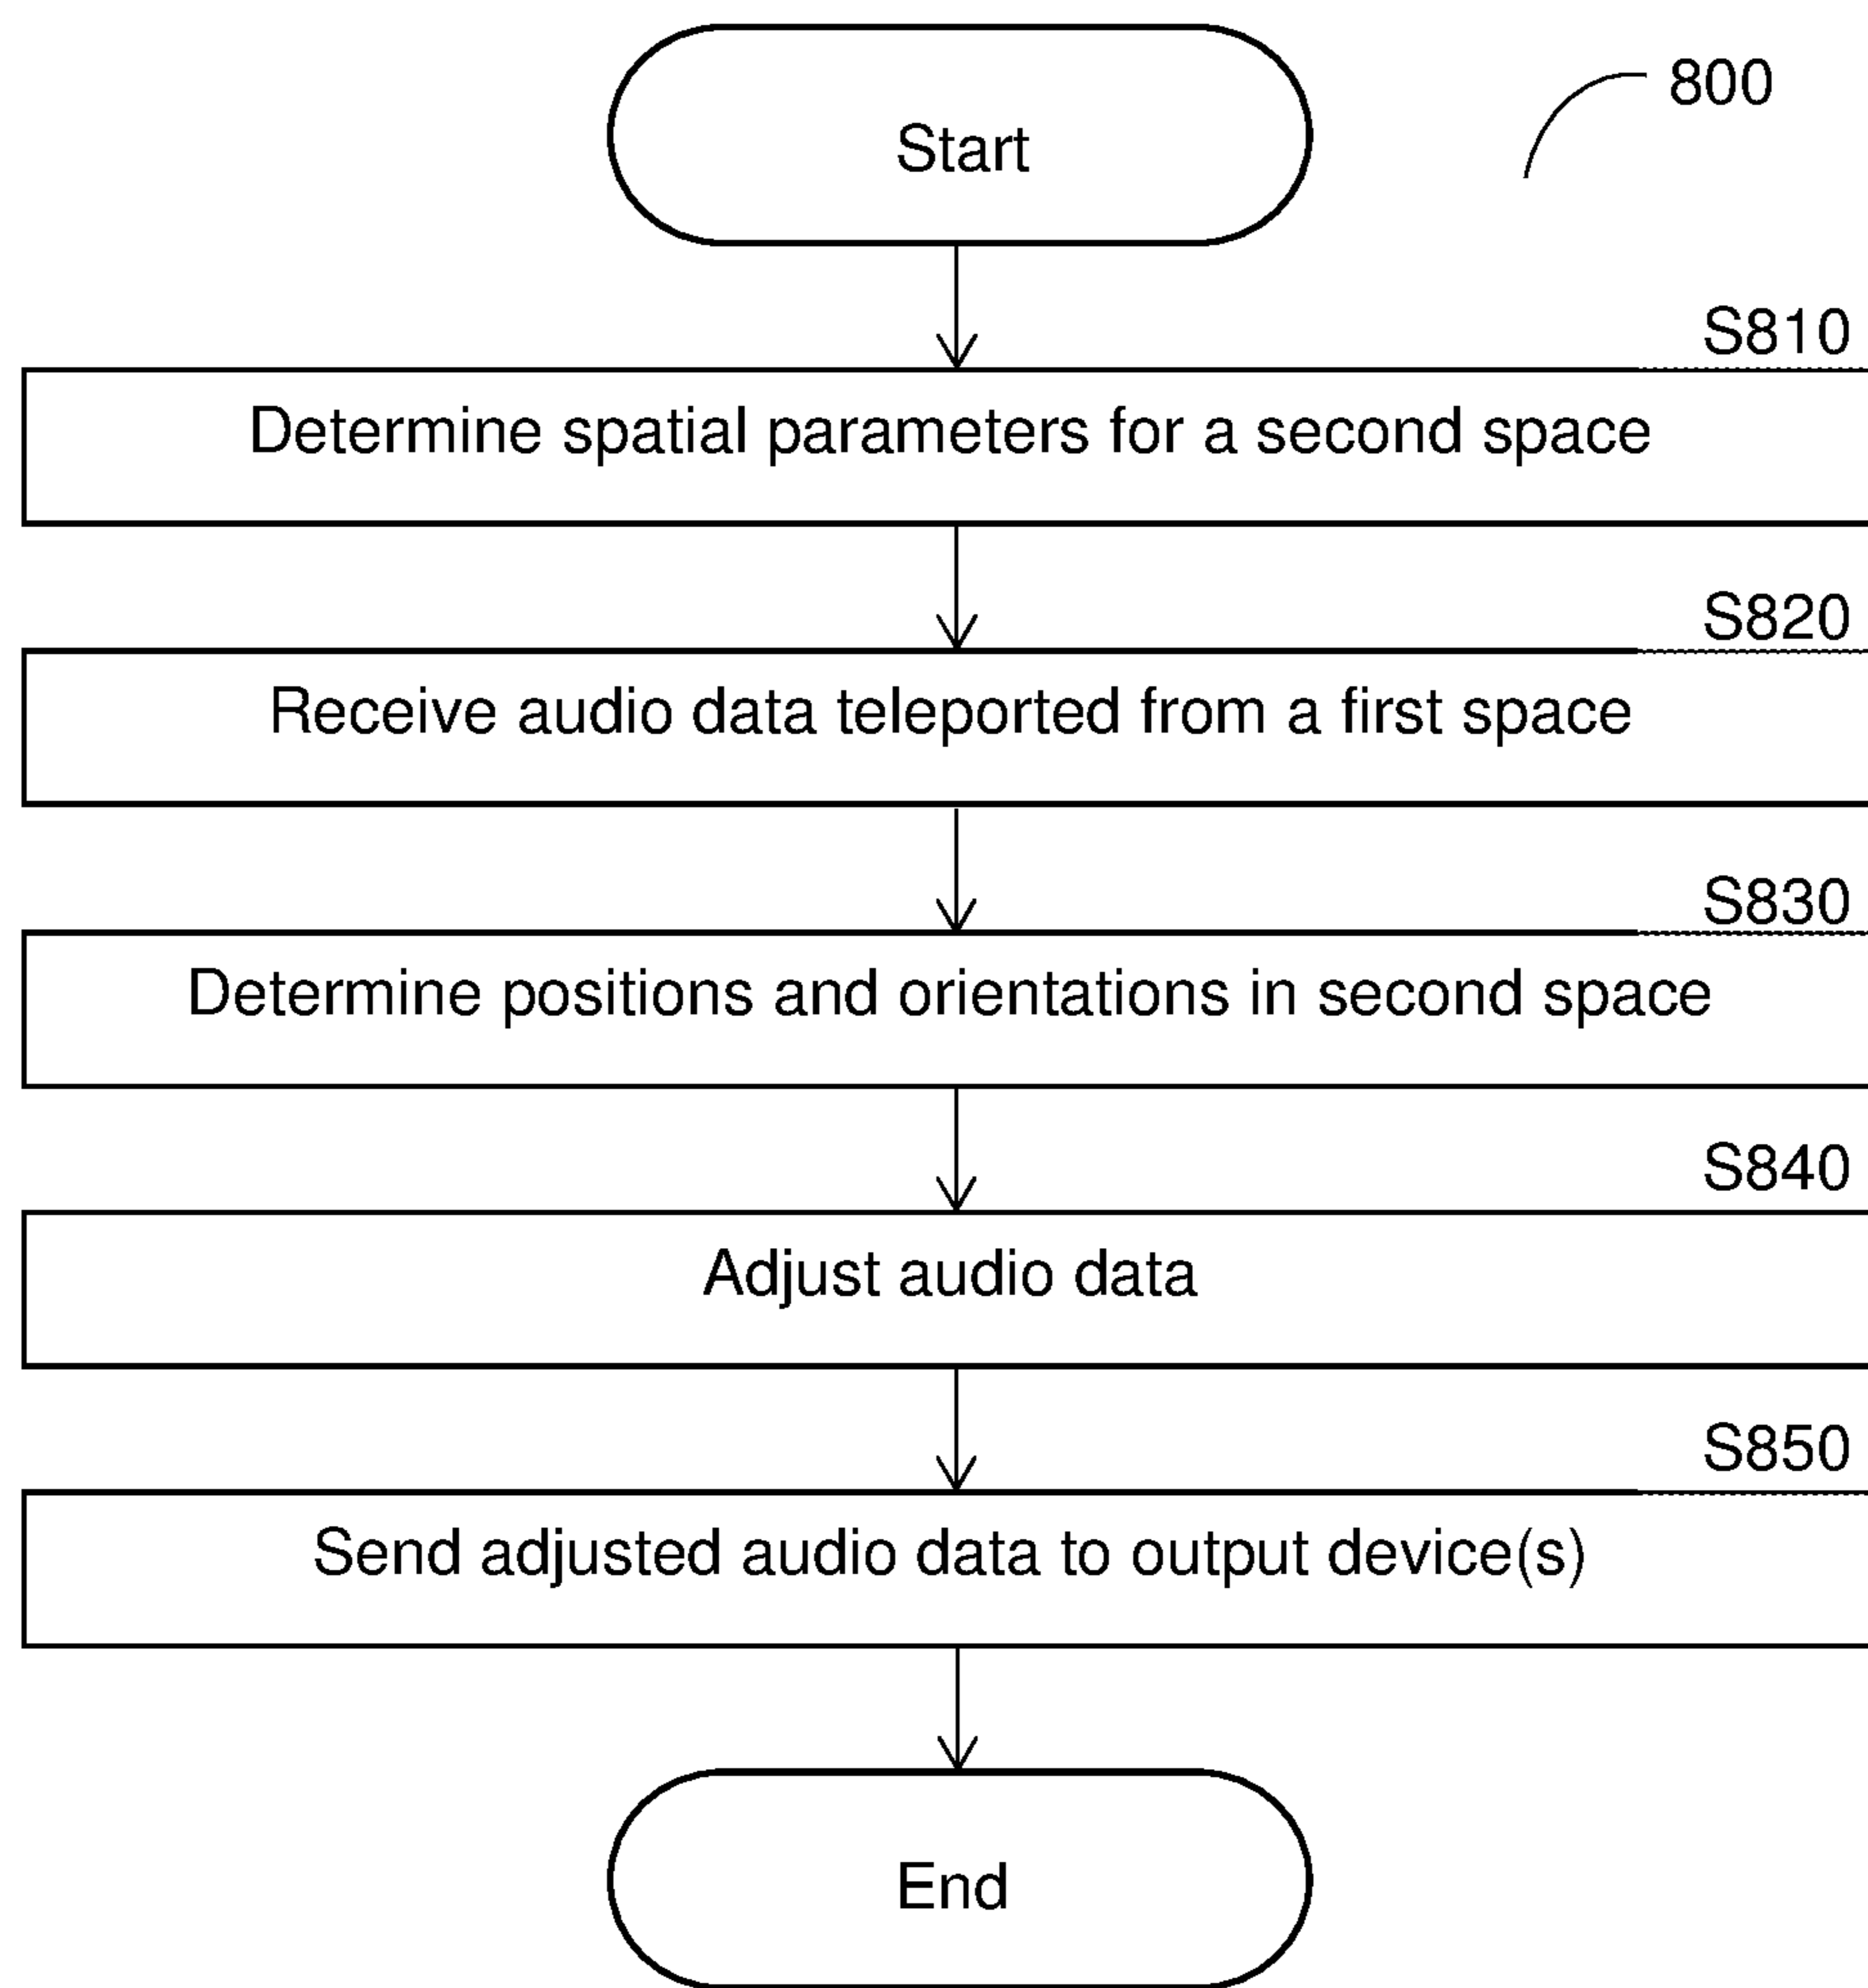 Start
800
S810
Determine spatial parameters for a second space
S820
Receive audio data teleported from a first space
S830
Determine positions and orientations in second space
S840
Adjust audio data
S850
Send adjusted audio data to output device(s)
End